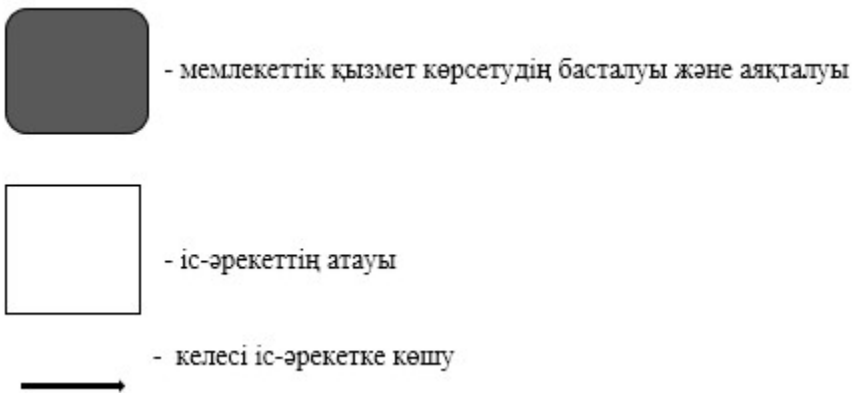 - мемлекеттік қызмет көрсетудің басталуы және аяқталуы
- іс-әрекеттің атауы
- келесі іс-әрекетке көшу